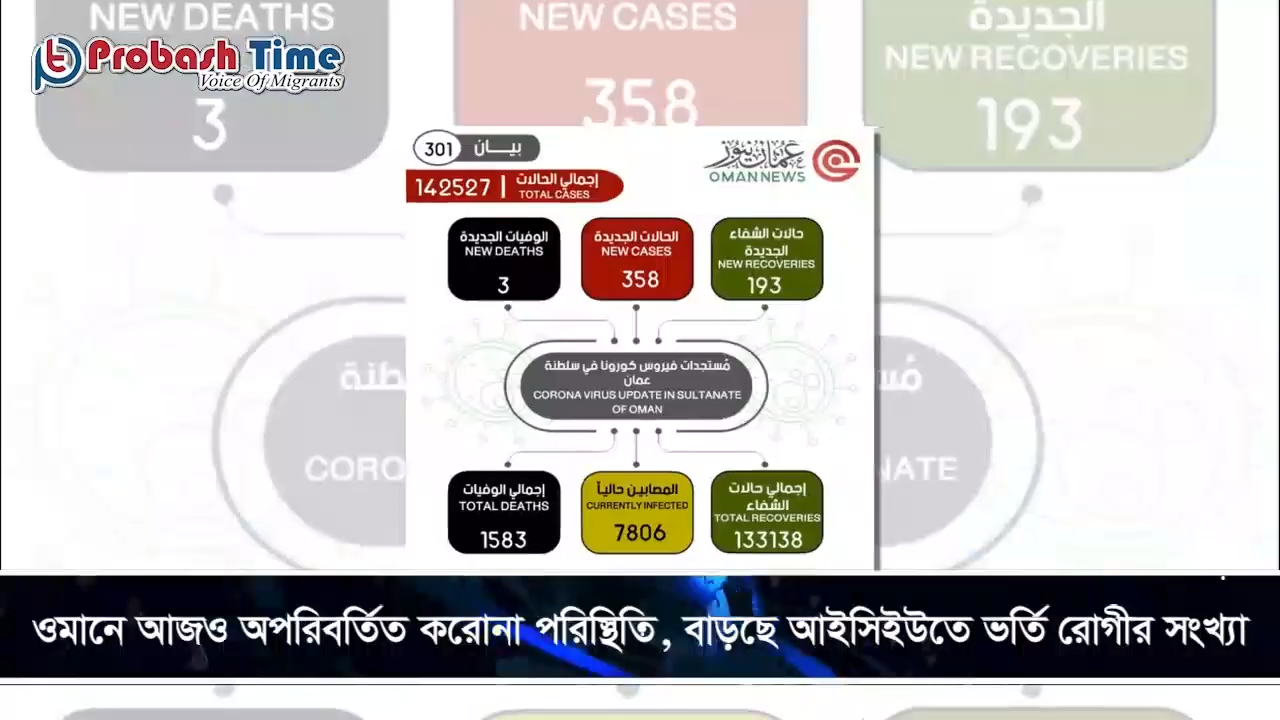 NEW DEATHS
3
NEW CASES
358
الجديدة
NEW RECOVERIES
193
Probash Time
Voice Of Migrants
301
بيـــان
عمان نيوز
OMAN NEWS
142527 | إجمالي الحالات
TOTAL CASES
الوفيات الجديدة
NEW DEATHS
3
الحالات الجديدة
NEW CASES
358
حالات الشفاء
الجديدة
NEW RECOVERIES
193
مُستجدات فيروس كورونا في سلطنة
عمان
CORONA VIRUS UPDATE IN SULTANATE
OF OMAN
طنة
CORO
مُس
NATE
إجمالي الوفيات
TOTAL DEATHS
1583
المصابين حالياً
CURRENTLY INFECTED
7806
إجمالي حالات
الشفاء
TOTAL RECOVERIES
133138
ওমানে আজও অপরিবর্তিত করোনা পরিস্থিতি, বাড়ছে আইসিইউতে ভর্তি রোগীর সংখ্যা